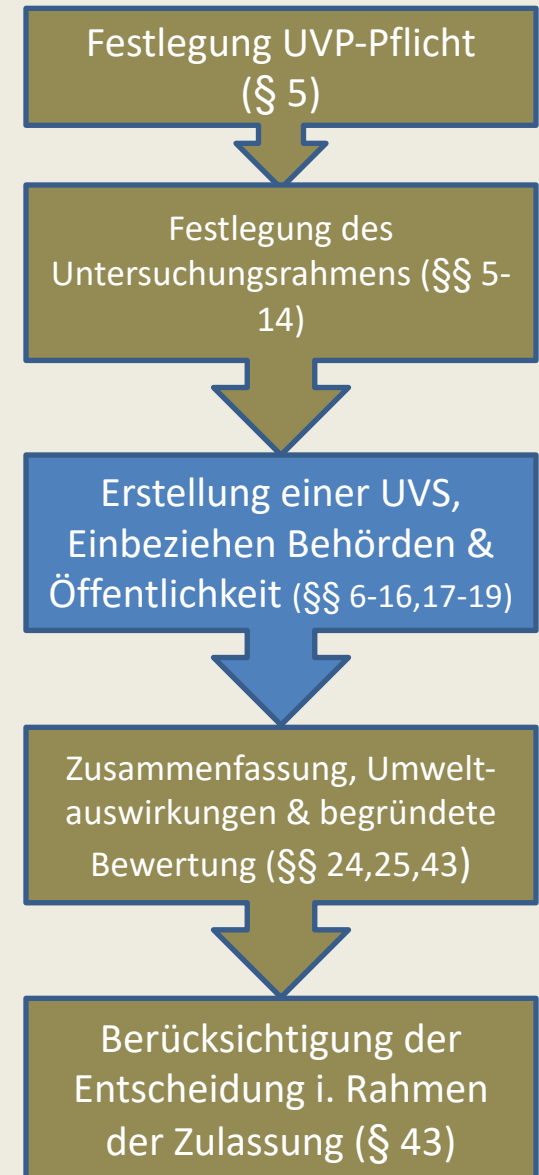 Festlegung UVP-Pflicht
(§ 5)
Festlegung des
Untersuchungsrahmens (§§ 5-
14)
Erstellung einer UVS,
Einbeziehen Behörden &
Öffentlichkeit (§§ 6-16,17-19)
Zusammenfassung, Umwelt-
auswirkungen & begründete
Bewertung (§§ 24,25,43)
Berücksichtigung der
Entscheidung i. Rahmen
der Zulassung (§ 43)